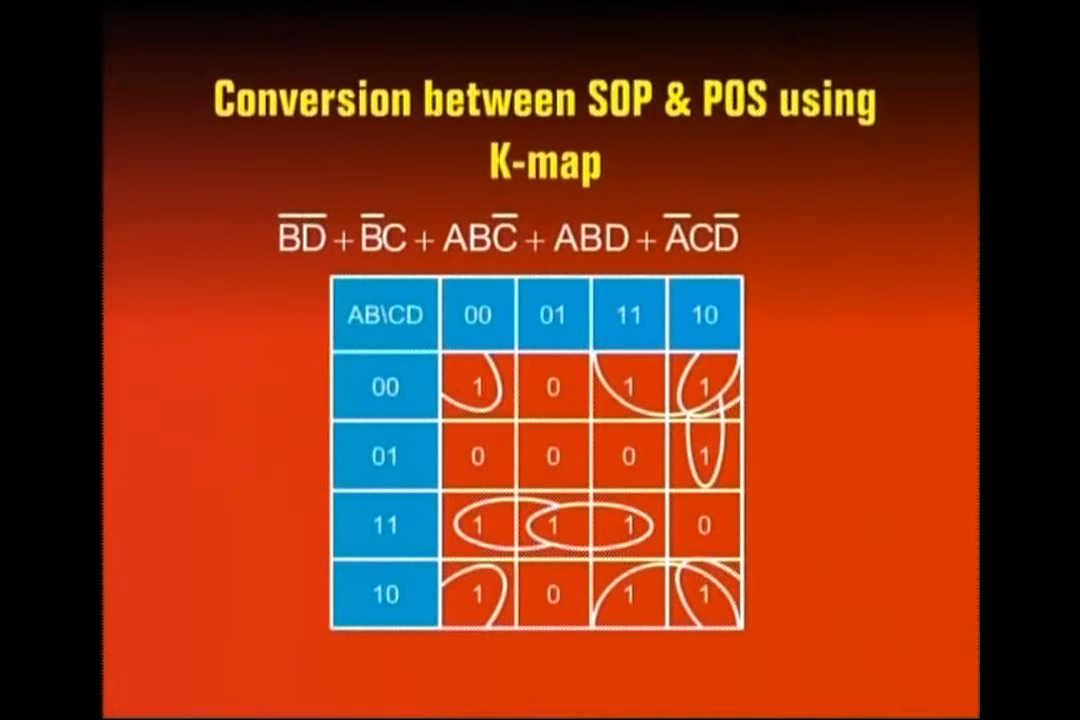 Conversion between SOP & POS using
K-map
B̅D̅ + B̅C + ABC̅ + ABD + A̅CD̅
AB\CD 00 01 11 10
00 1 0 1 1
01 0 0 0 1
11 1 1 1 0
10 1 0 1 1